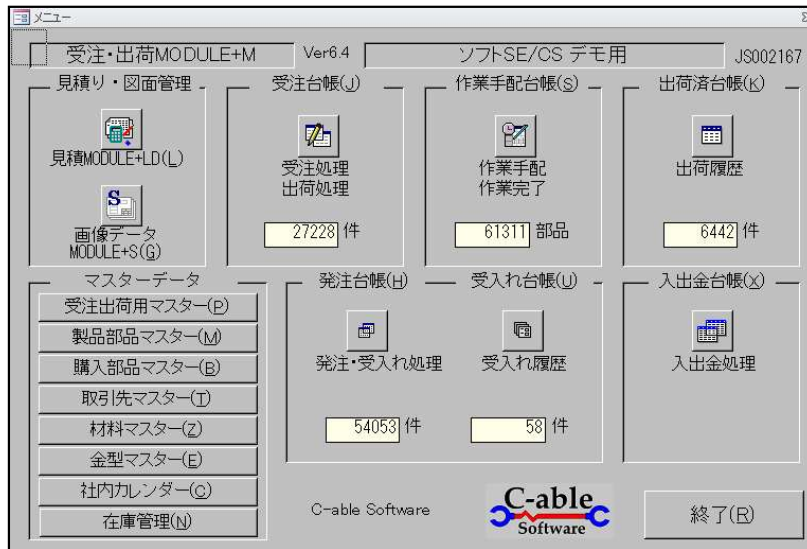 メニュー
受注・出荷MODULE+M
Ver6.4
ソフトSE/CS デモ用
JS002167
見積り・図面管理
見積MODULE+LD(L)
画像データ
MODULE+S(G)
受注台帳(J)
受注処理
出荷処理
27228 件
作業手配台帳(S)
作業手配
作業完了
61311 部品
出荷済台帳(K)
出荷履歴
6442 件
マスターデータ
受注出荷用マスター(P)
製品部品マスター(M)
購入部品マスター(B)
取引先マスター(T)
材料マスター(Z)
金型マスター(E)
社内カレンダー(C)
在庫管理(N)
発注台帳(H)
発注・受入れ処理
54053 件
受入れ台帳(U)
受入れ履歴
58 件
入出金台帳(X)
入出金処理
C-able Software
C-able
Software
終了(R)